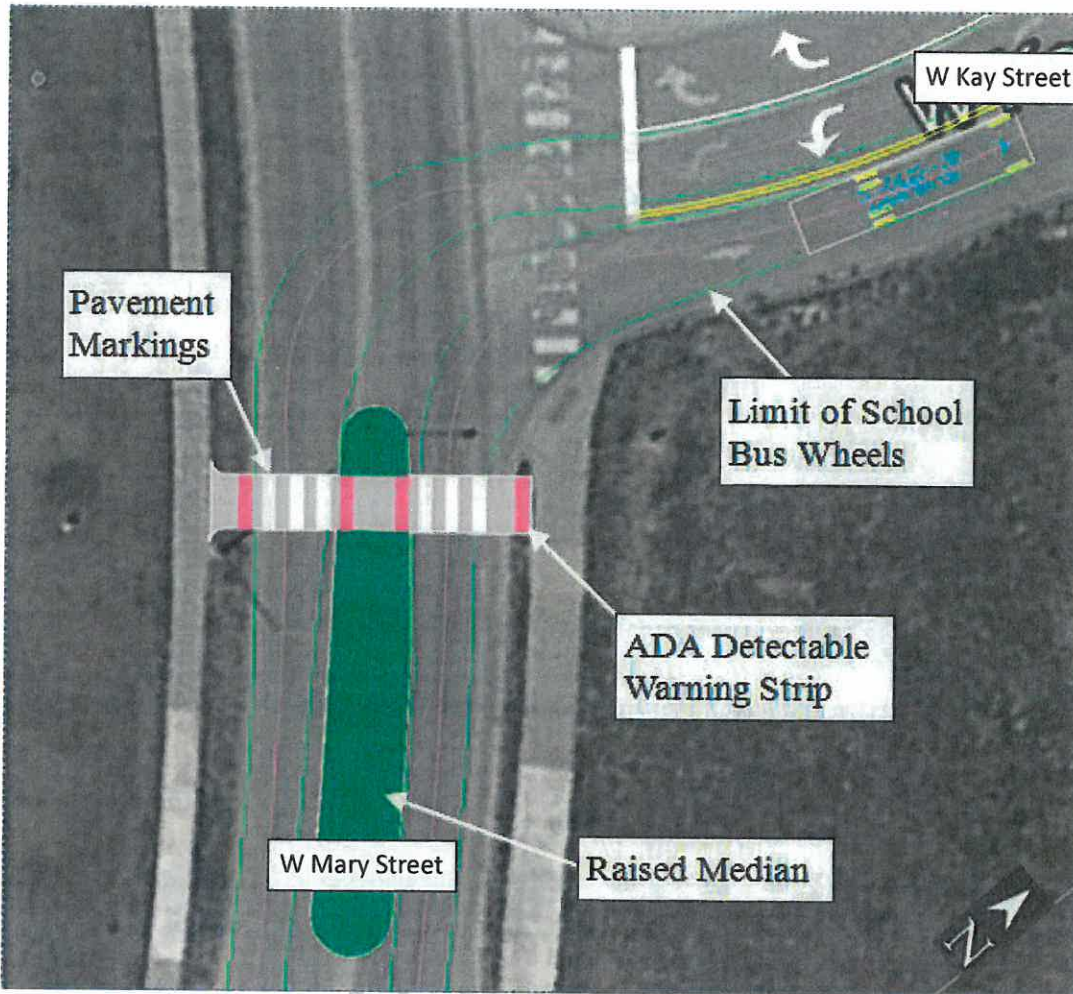 W Kay Street
Pavement
Markings
Limit of School
Bus Wheels
ADA Detectable
Warning Strip
W Mary Street
Raised Median
N